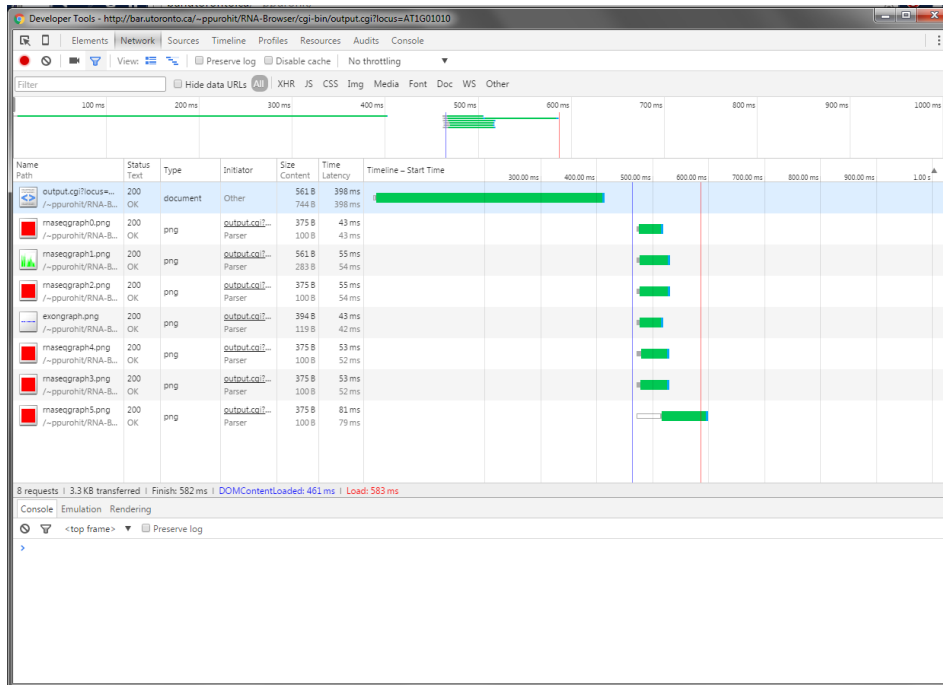 Developer Tools - http://bar.utoronto.ca/~ppurohit/RNA-Browser/cgi-bin/output.cgi?locus=AT1G01010
Elements Network Sources Timeline Profiles Resources Audits Console
View: Preserve log Disable cache No throttling ▼
Filter Hide data URLs All XHR JS CSS Img Media Font Doc WS Other
100 ms 200 ms 300 ms 400 ms 500 ms 600 ms 700 ms 800 ms 900 ms 1000 ms
Name Status Type Initiator Size Time Timeline – Start Time
Path Text Content Latency 300.00 ms 400.00 ms 500.00 ms 600.00 ms 700.00 ms 800.00 ms 900.00 ms 1.00 s
output.cgi?locus=... 200 document Other 561 B 398 ms
/~ppurohit/RNA-B... OK 744 B 398 ms
rnaseqgraph0.png 200 png output.cgi?... 375 B 43 ms
/~ppurohit/RNA-B... OK Parser 100 B 43 ms
rnaseqgraph1.png 200 png output.cgi?... 561 B 55 ms
/~ppurohit/RNA-B... OK Parser 283 B 54 ms
rnaseqgraph2.png 200 png output.cgi?... 375 B 55 ms
/~ppurohit/RNA-B... OK Parser 100 B 54 ms
exongraph.png 200 png output.cgi?... 394 B 43 ms
/~ppurohit/RNA-B... OK Parser 119 B 42 ms
rnaseqgraph4.png 200 png output.cgi?... 375 B 53 ms
/~ppurohit/RNA-B... OK Parser 100 B 52 ms
rnaseqgraph3.png 200 png output.cgi?... 375 B 53 ms
/~ppurohit/RNA-B... OK Parser 100 B 52 ms
rnaseqgraph5.png 200 png output.cgi?... 375 B 81 ms
/~ppurohit/RNA-B... OK Parser 100 B 79 ms
8 requests | 3.3 KB transferred | Finish: 582 ms | DOMContentLoaded: 461 ms | Load: 583 ms
Console Emulation Rendering
<top frame> ▼ Preserve log
>